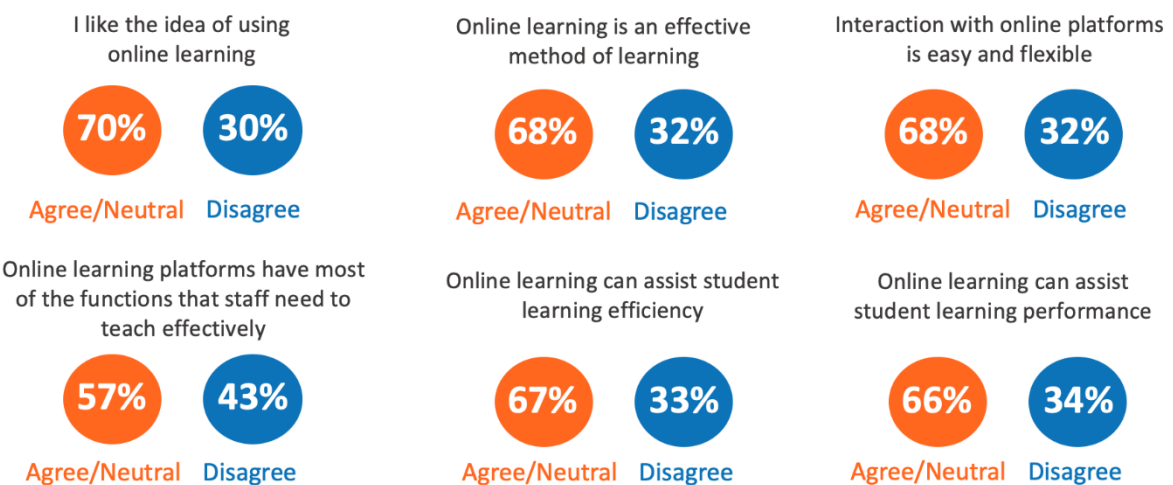 I like the idea of using
online learning
70%
30%
Agree/Neutral
Disagree
Online learning is an effective
method of learning
68%
32%
Agree/Neutral
Disagree
Interaction with online platforms
is easy and flexible
68%
32%
Agree/Neutral
Disagree
Online learning platforms have most
of the functions that staff need to
teach effectively
57%
43%
Agree/Neutral
Disagree
Online learning can assist student
learning efficiency
67%
33%
Agree/Neutral
Disagree
Online learning can assist
student learning performance
66%
34%
Agree/Neutral
Disagree